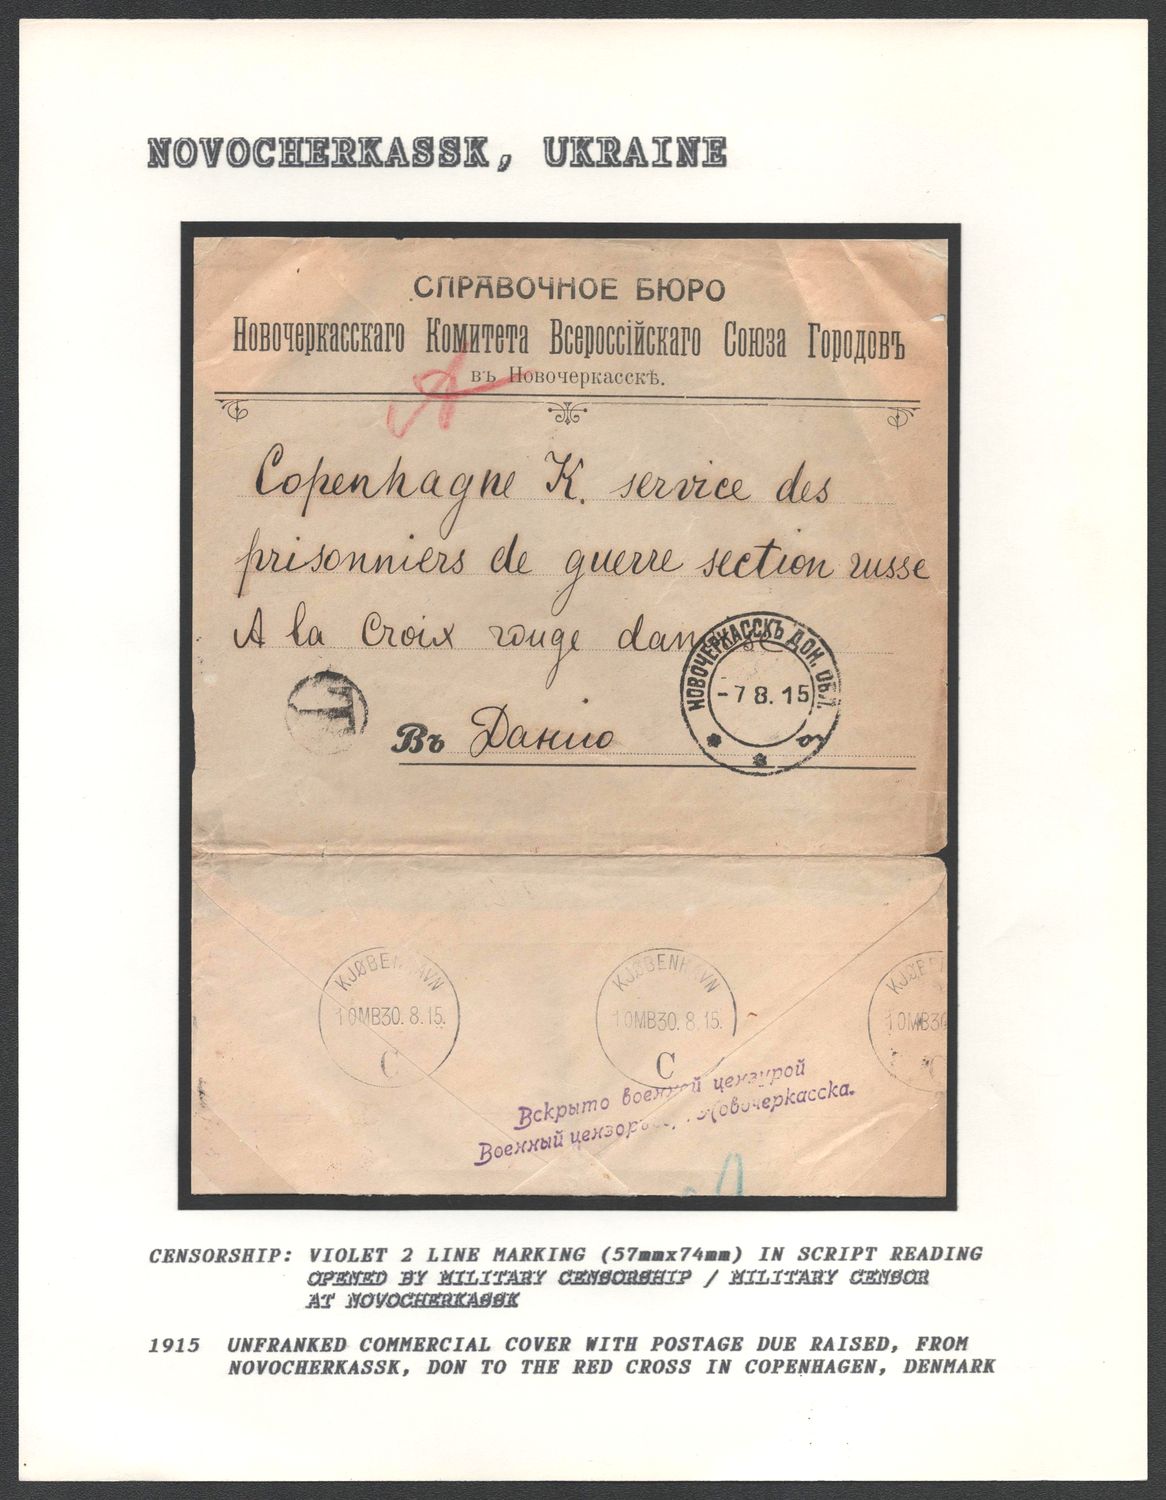 NOVOCHERKASSK, UKRAINE
СПРАВОЧНОЕ БЮРО
Новочеркасскаго Комитета Всероссійскаго Союза Городовъ
въ Новочеркасскѣ.
А
Copenhagne K. service des
prisonniers de guerre section russe
A la Croix rouge danoise
НОВОЧЕРКАССКЪ ДОН. ОБЛ.
-7 8. 15
T
Въ Данію
KJØBENHAVN
10MB30. 8. 15.
C
KJØBENHAVN
10MB30. 8. 15.
C
KJØBE
10MB30
C
Вскрыто военной цензурой
Военный цензоръ Новочеркасска.
CENSORSHIP: VIOLET 2 LINE MARKING (57mmx74mm) IN SCRIPT READING
OPENED BY MILITARY CENSORSHIP / MILITARY CENSOR
AT NOVOCHERKASSK
1915 UNFRANKED COMMERCIAL COVER WITH POSTAGE DUE RAISED, FROM
NOVOCHERKASSK, DON TO THE RED CROSS IN COPENHAGEN, DENMARK